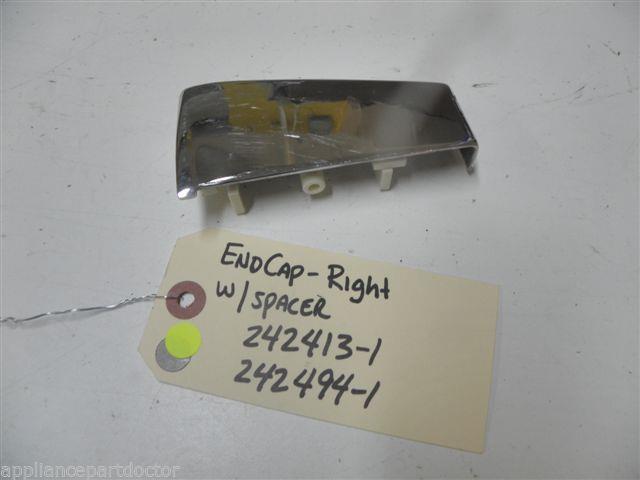 ENDCAP-Right
W/SPACER
242413-1
242494-1
appliancepartdoctor